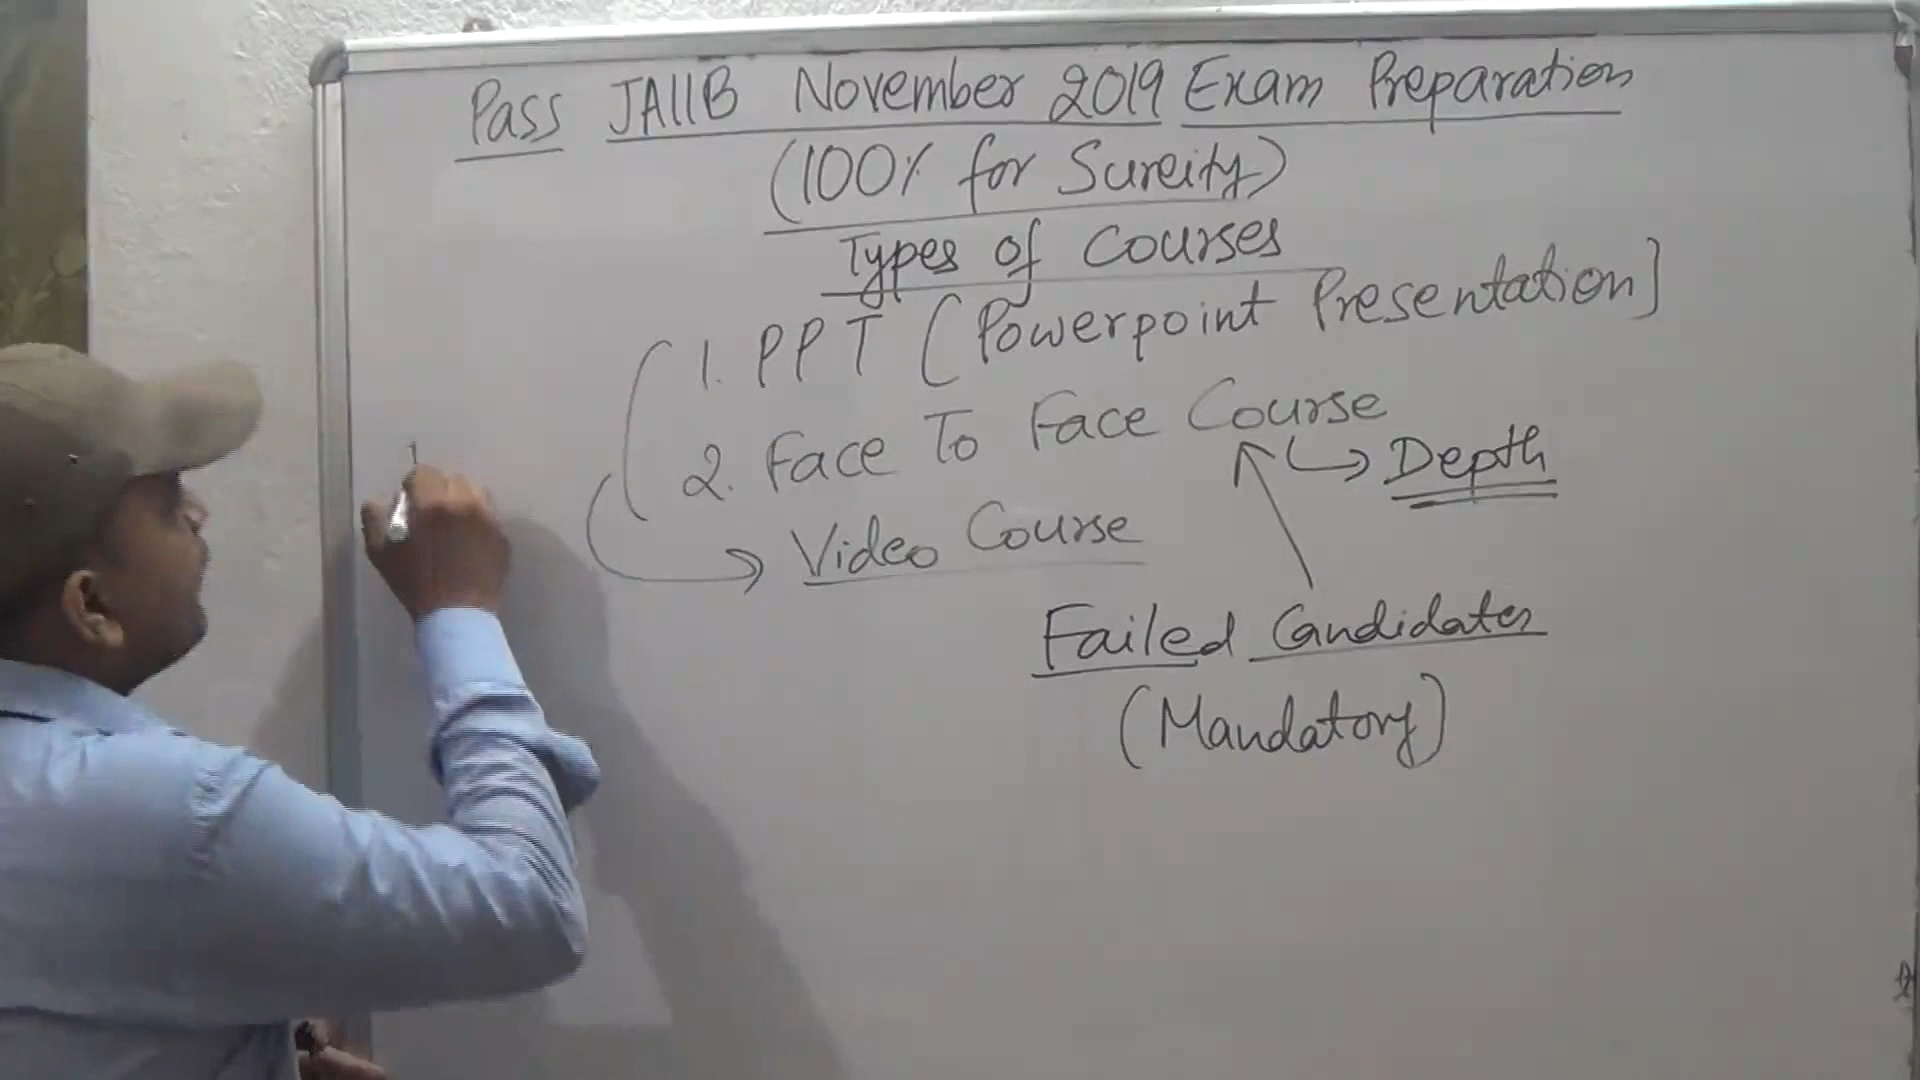 Pass JAIIB November 2019 Exam Preparation
(100% for Sureity)
Types of Courses
1. PPT (Powerpoint Presentation]
2. Face To Face Course
Depth
Video Course
Failed Candidates
(Mandatory)